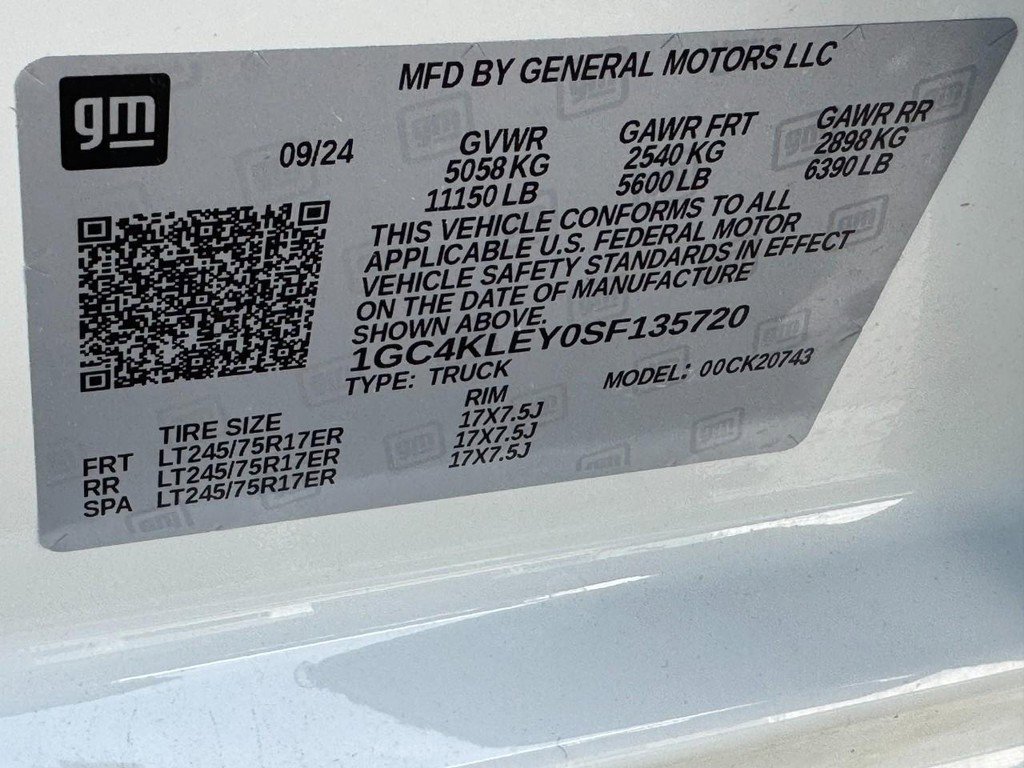 gm
MFD BY GENERAL MOTORS LLC
09/24
GVWR
5058 KG
11150 LB
GAWR FRT
2540 KG
5600 LB
GAWR RR
2898 KG
6390 LB
THIS VEHICLE CONFORMS TO ALL
APPLICABLE U.S. FEDERAL MOTOR
VEHICLE SAFETY STANDARDS IN EFFECT
ON THE DATE OF MANUFACTURE
SHOWN ABOVE.
1GC4KLEY0SF135720
TYPE: TRUCK
MODEL: 00CK20743
TIRE SIZE RIM
FRT LT245/75R17ER 17X7.5J
RR LT245/75R17ER 17X7.5J
SPA LT245/75R17ER 17X7.5J